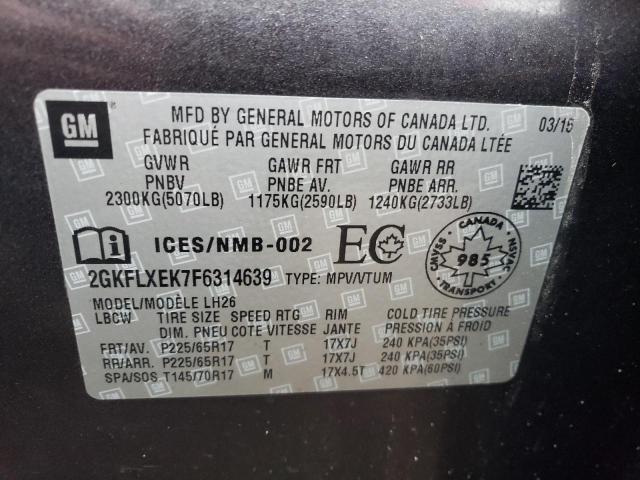 GM
MFD BY GENERAL MOTORS OF CANADA LTD. 03/15
FABRIQUÉ PAR GENERAL MOTORS DU CANADA LTÉE
GVWR GAWR FRT GAWR RR
PNBV PNBE AV. PNBE ARR.
2300KG(5070LB) 1175KG(2590LB) 1240KG(2733LB)
ICES/NMB-002 EC
CANADA
CMVSS 985 NSVAC
TRANSPORT
2GKFLXEK7F6314639 TYPE: MPV/VTUM
MODEL/MODÈLE LH26
LBCW TIRE SIZE SPEED RTG RIM COLD TIRE PRESSURE
DIM. PNEU COTE VITESSE JANTE PRESSION À FROID
FRT/AV. P225/65R17 T 17X7J 240 KPA(35PSI)
RR/ARR. P225/65R17 T 17X7J 240 KPA(35PSI)
SPA/SOS T145/70R17 M 17X4.5T 420 KPA(60PSI)